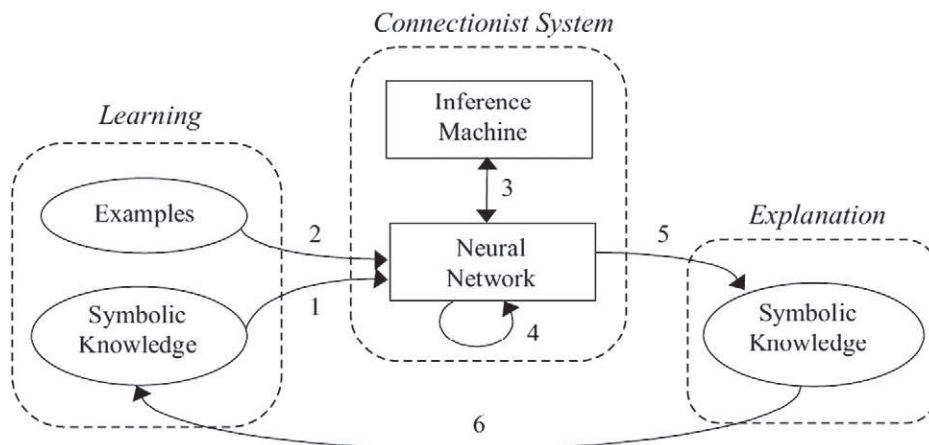 Connectionist System
Inference
Machine
Learning
3
Examples
Explanation
2
5
Neural
Network
Symbolic
Knowledge
1
Symbolic
Knowledge
4
6